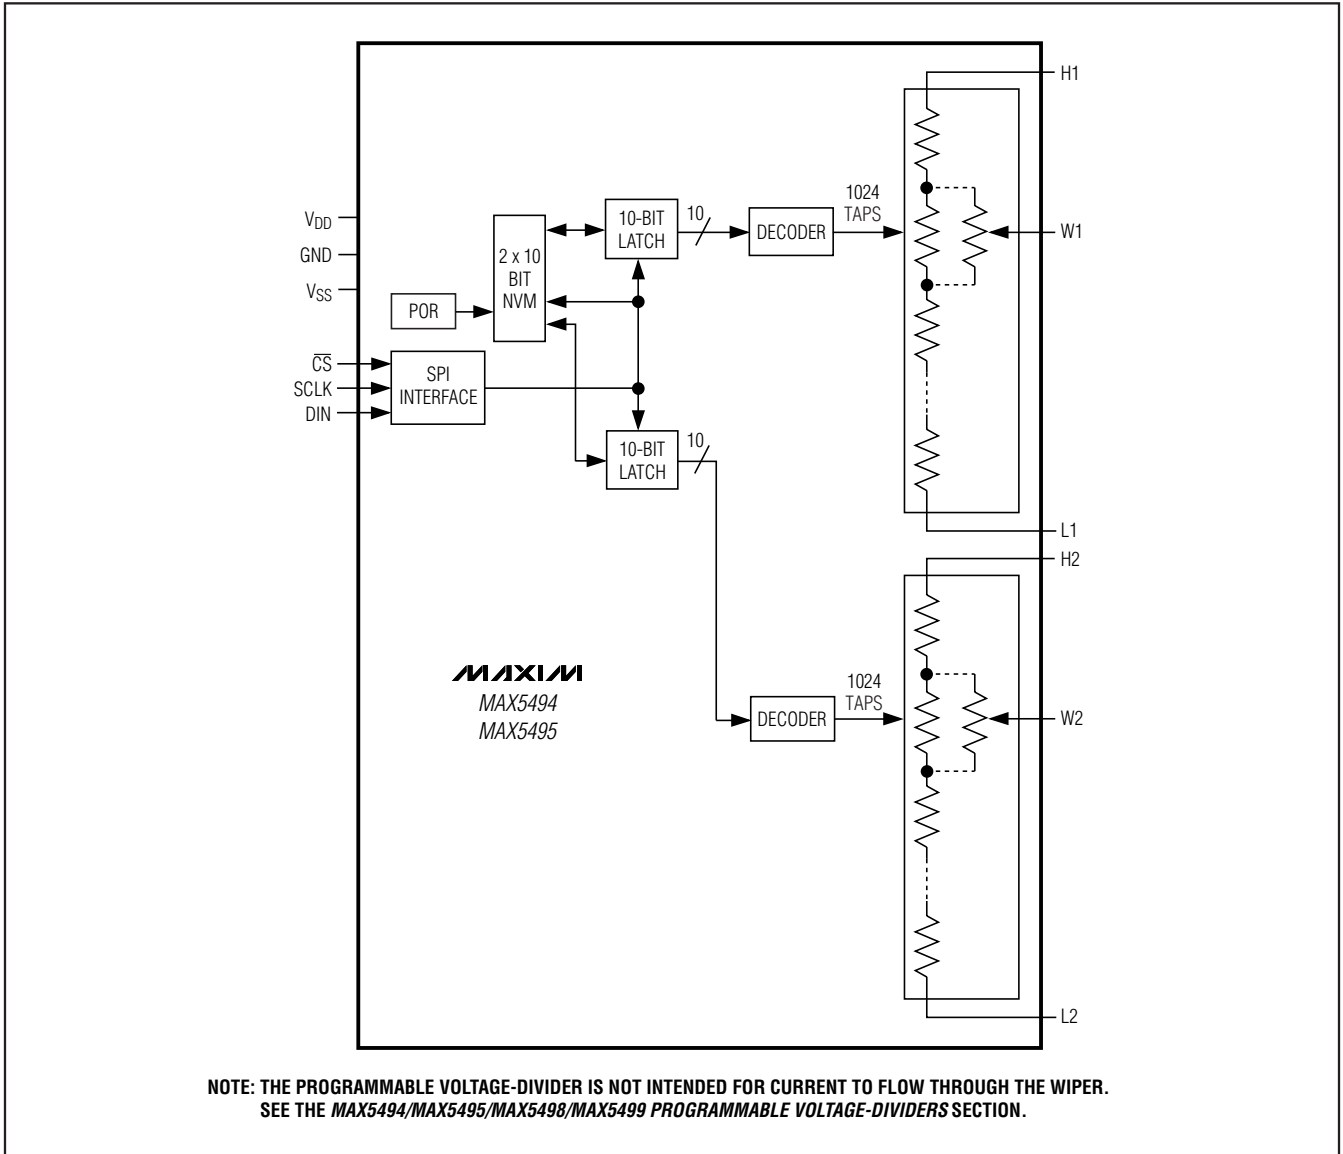 H1
1024
TAPS
10
10-BIT
LATCH
DECODER
W1
VDD
GND
VSS
2 x 10
BIT
NVM
POR
CS
SCLK
DIN
SPI
INTERFACE
10
10-BIT
LATCH
L1
H2
MAXIM
MAX5494
MAX5495
1024
TAPS
DECODER
W2
L2
NOTE: THE PROGRAMMABLE VOLTAGE-DIVIDER IS NOT INTENDED FOR CURRENT TO FLOW THROUGH THE WIPER.
SEE THE MAX5494/MAX5495/MAX5498/MAX5499 PROGRAMMABLE VOLTAGE-DIVIDERS SECTION.